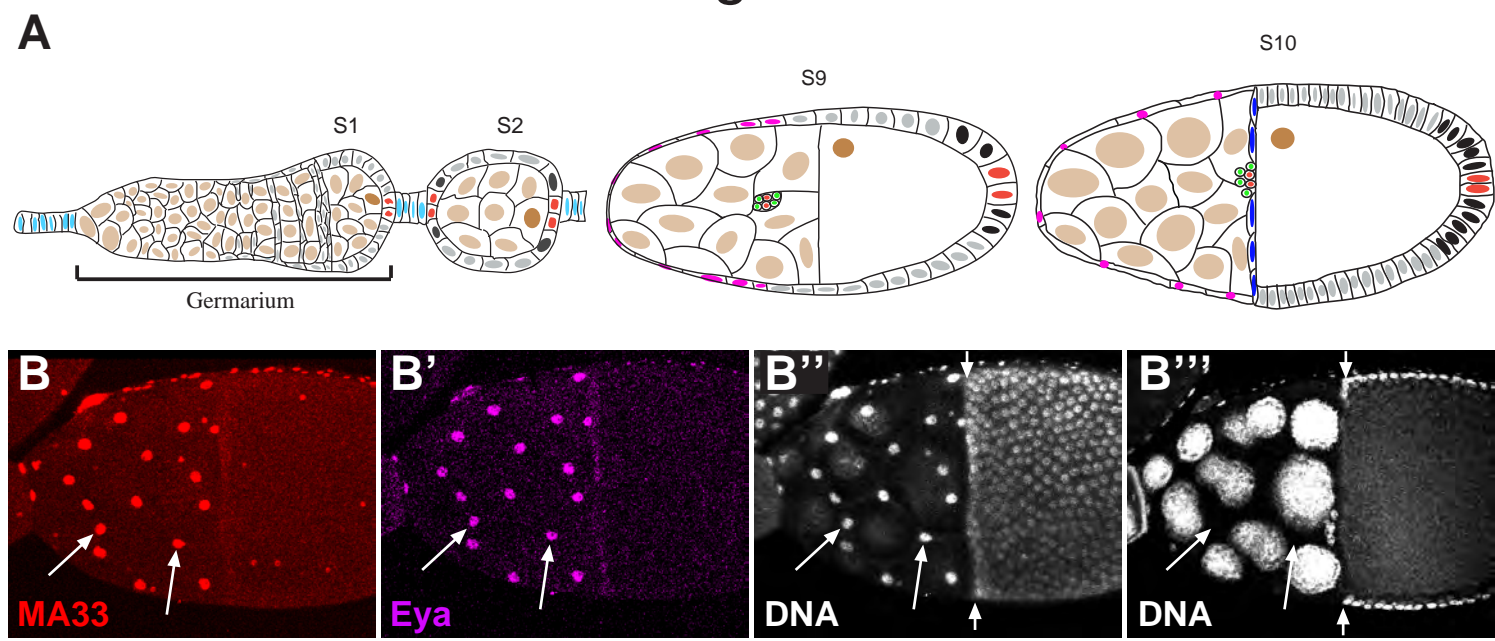 g
A
S1
S2
S9
S10
Germarium
B
MA33
B’
Eya
B’’
DNA
B’’’
DNA